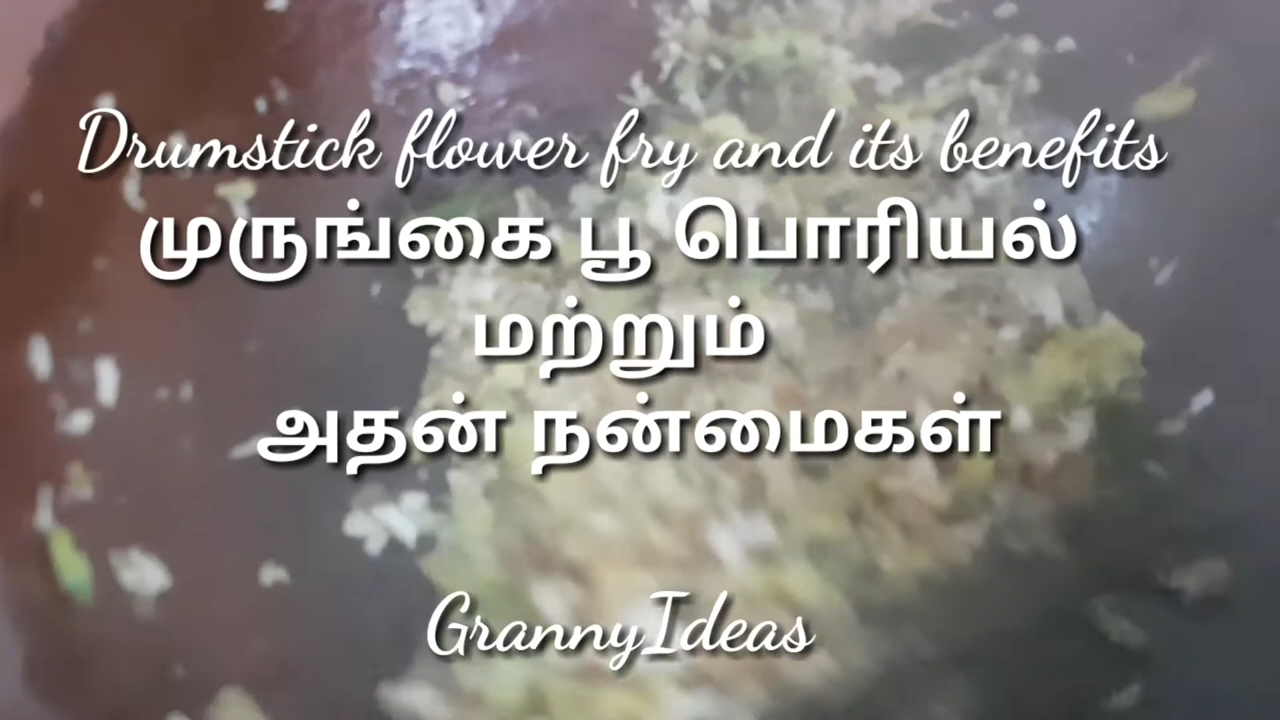 Drumstick flower fry and its benefits
முருங்கை பூ பொரியல்
மற்றும்
அதன் நன்மைகள்
GrannyIdeas